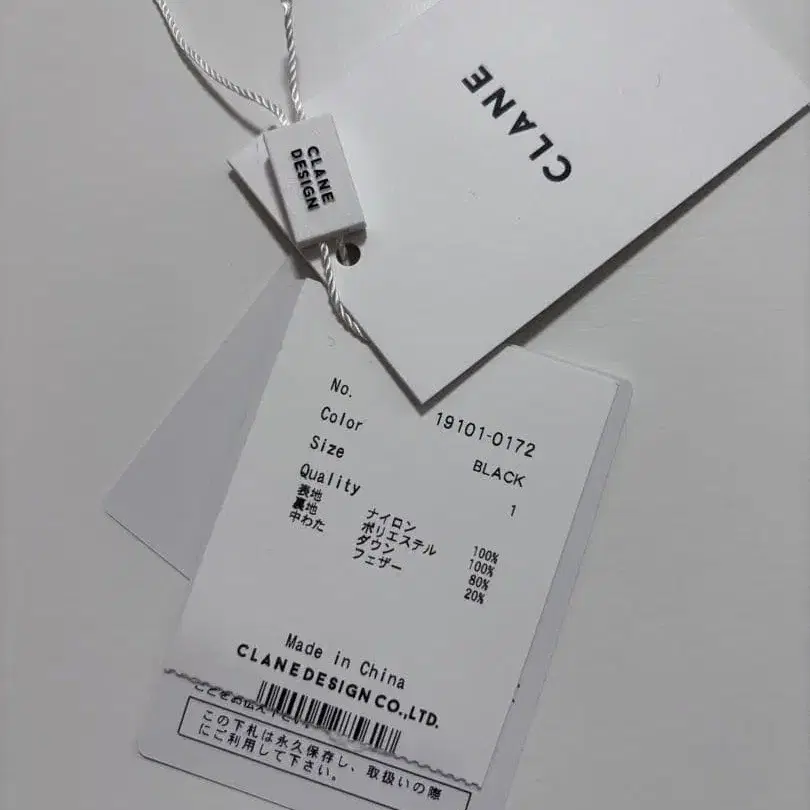 CLANE
CLANE
DESIGN
No. 19101-0172
Color BLACK
Size 1
Quality
表地 ナイロン 100%
裏地 ポリエステル 100%
中わた ダウン 80%
フェザー 20%
Made in China
CLANE DESIGN CO.,LTD.
この下札は永久保存し、取扱いの際
にご利用して下さい。